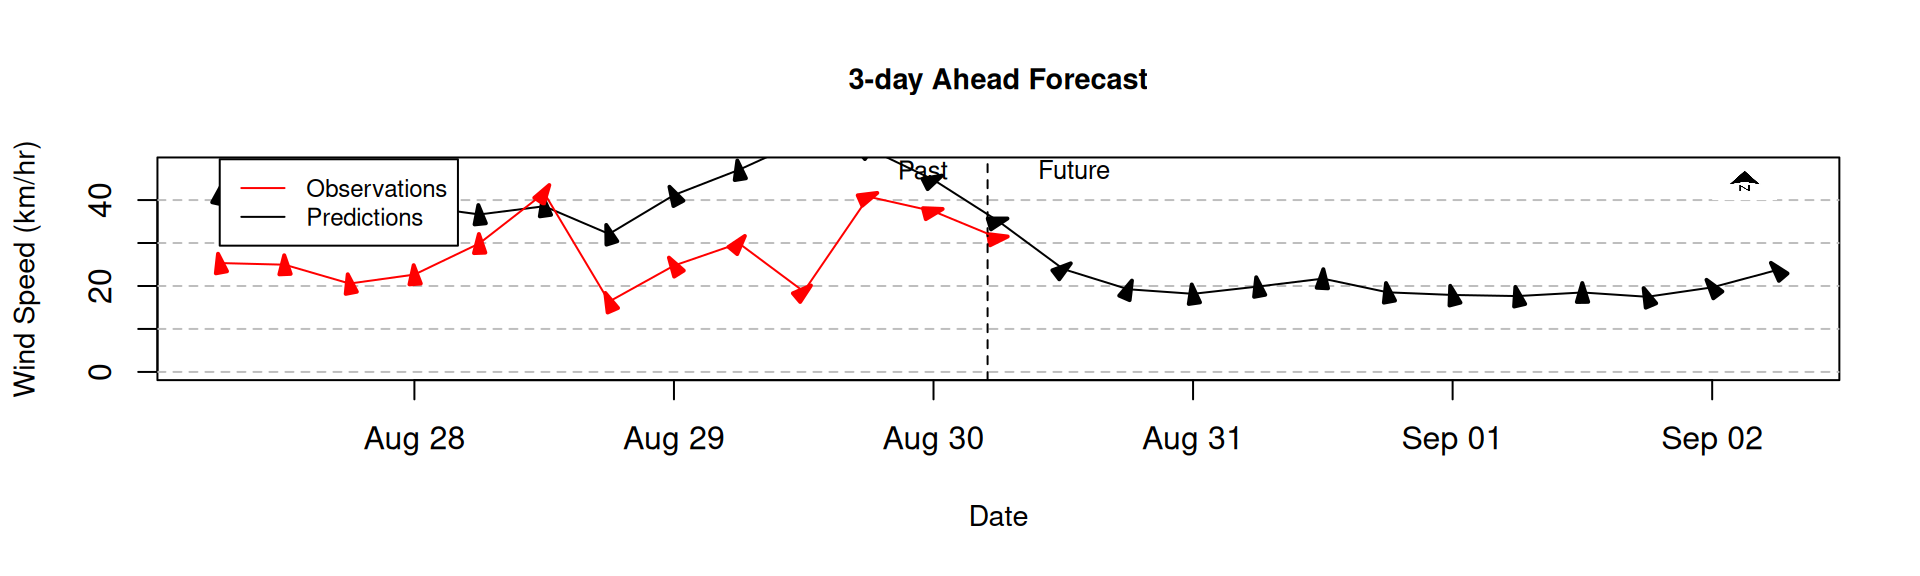 3-day Ahead Forecast
Wind Speed (km/hr)
40
20
0
Observations
Predictions
Past
Future
N
Aug 28
Aug 29
Aug 30
Aug 31
Sep 01
Sep 02
Date